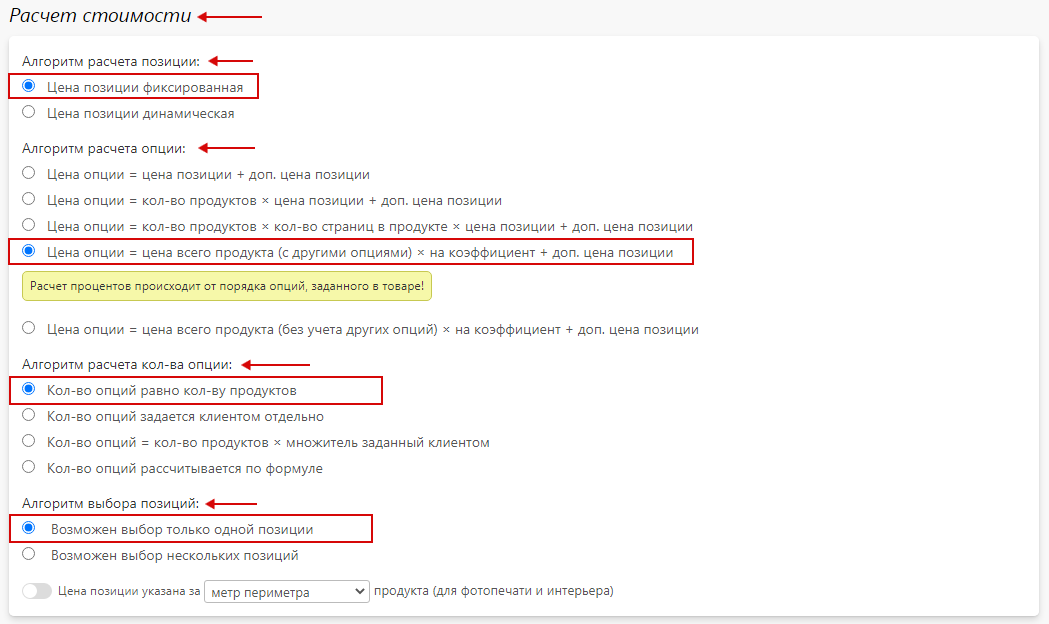 Расчет стоимости
Алгоритм расчета позиции:
Цена позиции фиксированная
Цена позиции динамическая
Алгоритм расчета опции:
Цена опции = цена позиции + доп. цена позиции
Цена опции = кол-во продуктов × цена позиции + доп. цена позиции
Цена опции = кол-во продуктов × кол-во страниц в продукте × цена позиции + доп. цена позиции
Цена опции = цена всего продукта (с другими опциями) × на коэффициент + доп. цена позиции
Расчет процентов происходит от порядка опций, заданного в товаре!
Цена опции = цена всего продукта (без учета других опций) × на коэффициент + доп. цена позиции
Алгоритм расчета кол-ва опции:
Кол-во опций равно кол-ву продуктов
Кол-во опций задается клиентом отдельно
Кол-во опций = кол-во продуктов × множитель заданный клиентом
Кол-во опций рассчитывается по формуле
Алгоритм выбора позиций:
Возможен выбор только одной позиции
Возможен выбор нескольких позиций
Цена позиции указана за метр периметра продукта (для фотопечати и интерьера)